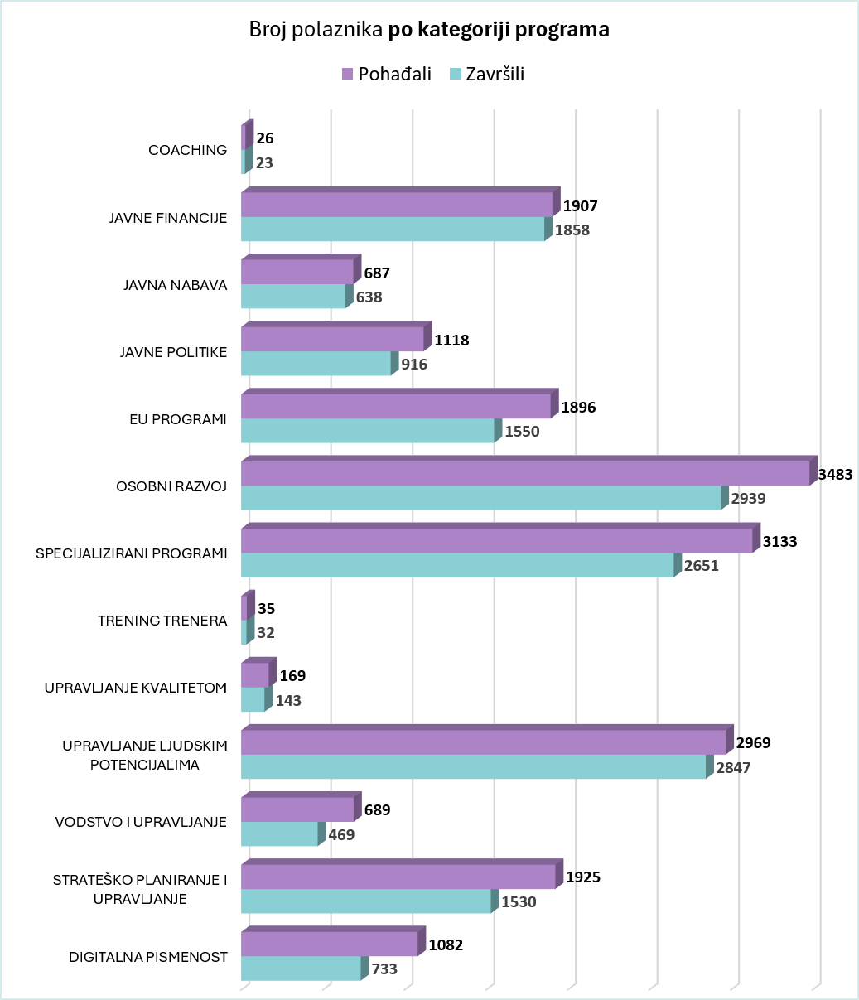 Broj polaznika po kategoriji programa
Pohađali Završili
COACHING
26
23
JAVNE FINANCIJE
1907
1858
JAVNA NABAVA
687
638
JAVNE POLITIKE
1118
916
EU PROGRAMI
1896
1550
OSOBNI RAZVOJ
3483
2939
SPECIJALIZIRANI PROGRAMI
3133
2651
TRENING TRENERA
35
32
UPRAVLJANJE KVALITETOM
169
143
UPRAVLJANJE LJUDSKIM
POTENCIJALIMA
2969
2847
VODSTVO I UPRAVLJANJE
689
469
STRATEŠKO PLANIRANJE I
UPRAVLJANJE
1925
1530
DIGITALNA PISMENOST
1082
733